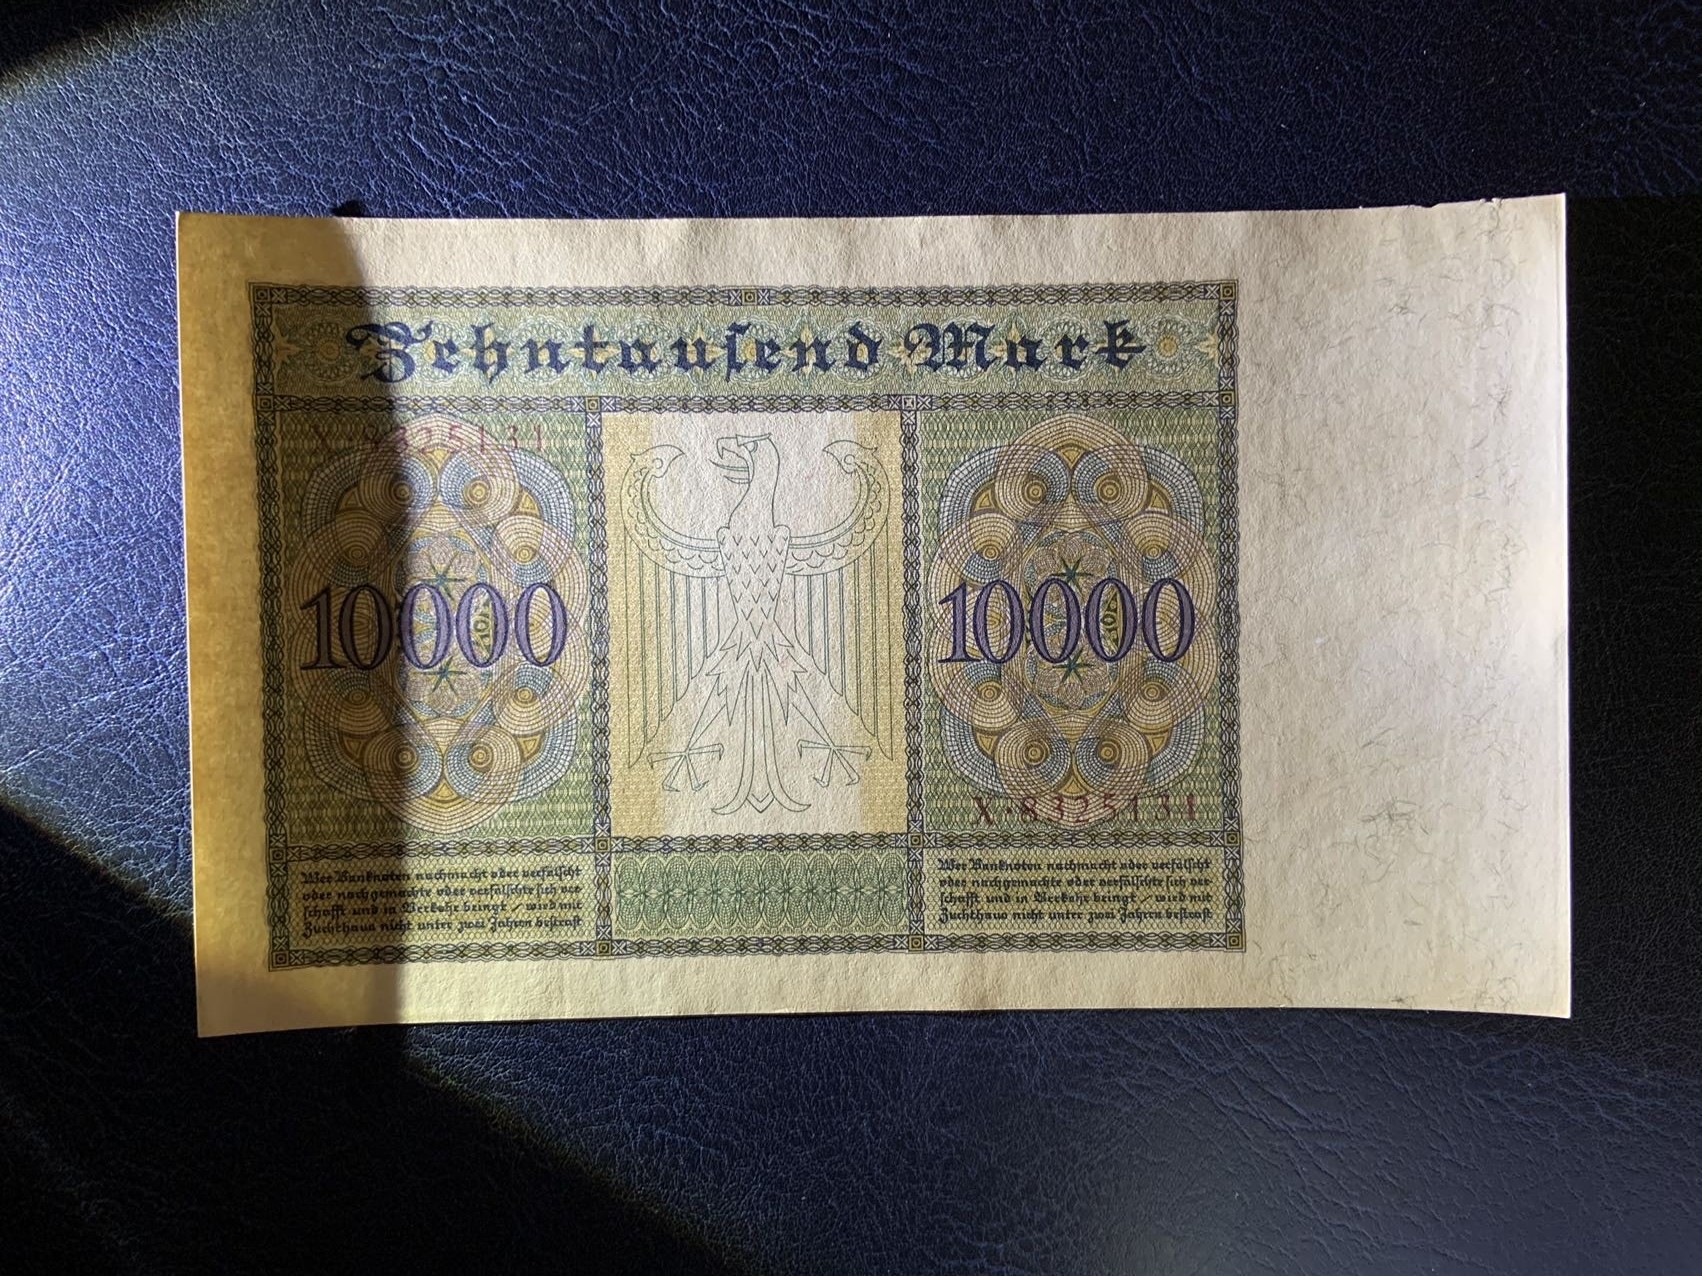 Zehntausend Mark
X·8325131
10000
10000
X·8325131
Wer Banknoten nachmacht oder verfälscht
oder nachgemachte oder verfälschte sich ver-
schafft und in Verkehr bringt / wird mit
Zuchthaus nicht unter zwei Jahren bestraft
Wer Banknoten nachmacht oder verfälscht
oder nachgemachte oder verfälschte sich ver-
schafft und in Verkehr bringt / wird mit
Zuchthaus nicht unter zwei Jahren bestraft